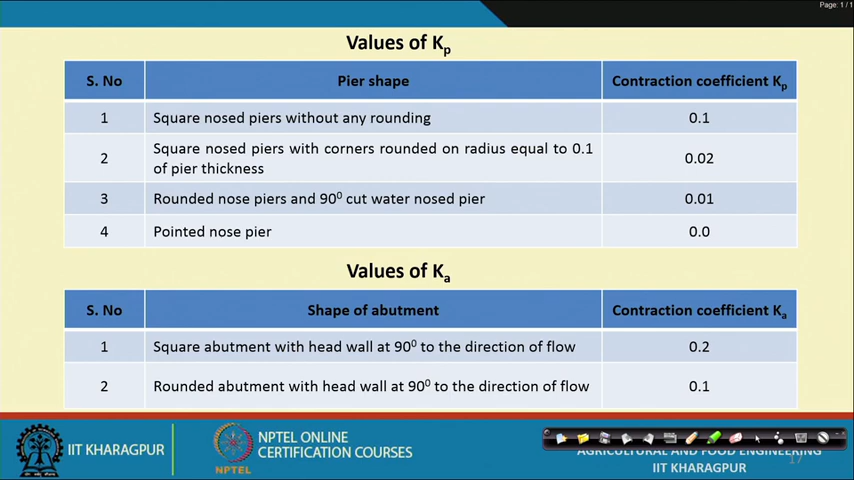 Page: 1 / 1
Values of Kp
S. No Pier shape Contraction coefficient Kp
1 Square nosed piers without any rounding 0.1
2 Square nosed piers with corners rounded on radius equal to 0.1 of pier thickness 0.02
3 Rounded nose piers and 90⁰ cut water nosed pier 0.01
4 Pointed nose pier 0.0
Values of Ka
S. No Shape of abutment Contraction coefficient Ka
1 Square abutment with head wall at 90⁰ to the direction of flow 0.2
2 Rounded abutment with head wall at 90⁰ to the direction of flow 0.1
IIT KHARAGPUR
NPTEL
NPTEL ONLINE
CERTIFICATION COURSES
AGRICULTURAL AND FOOD ENGINEERING
IIT KHARAGPUR
17